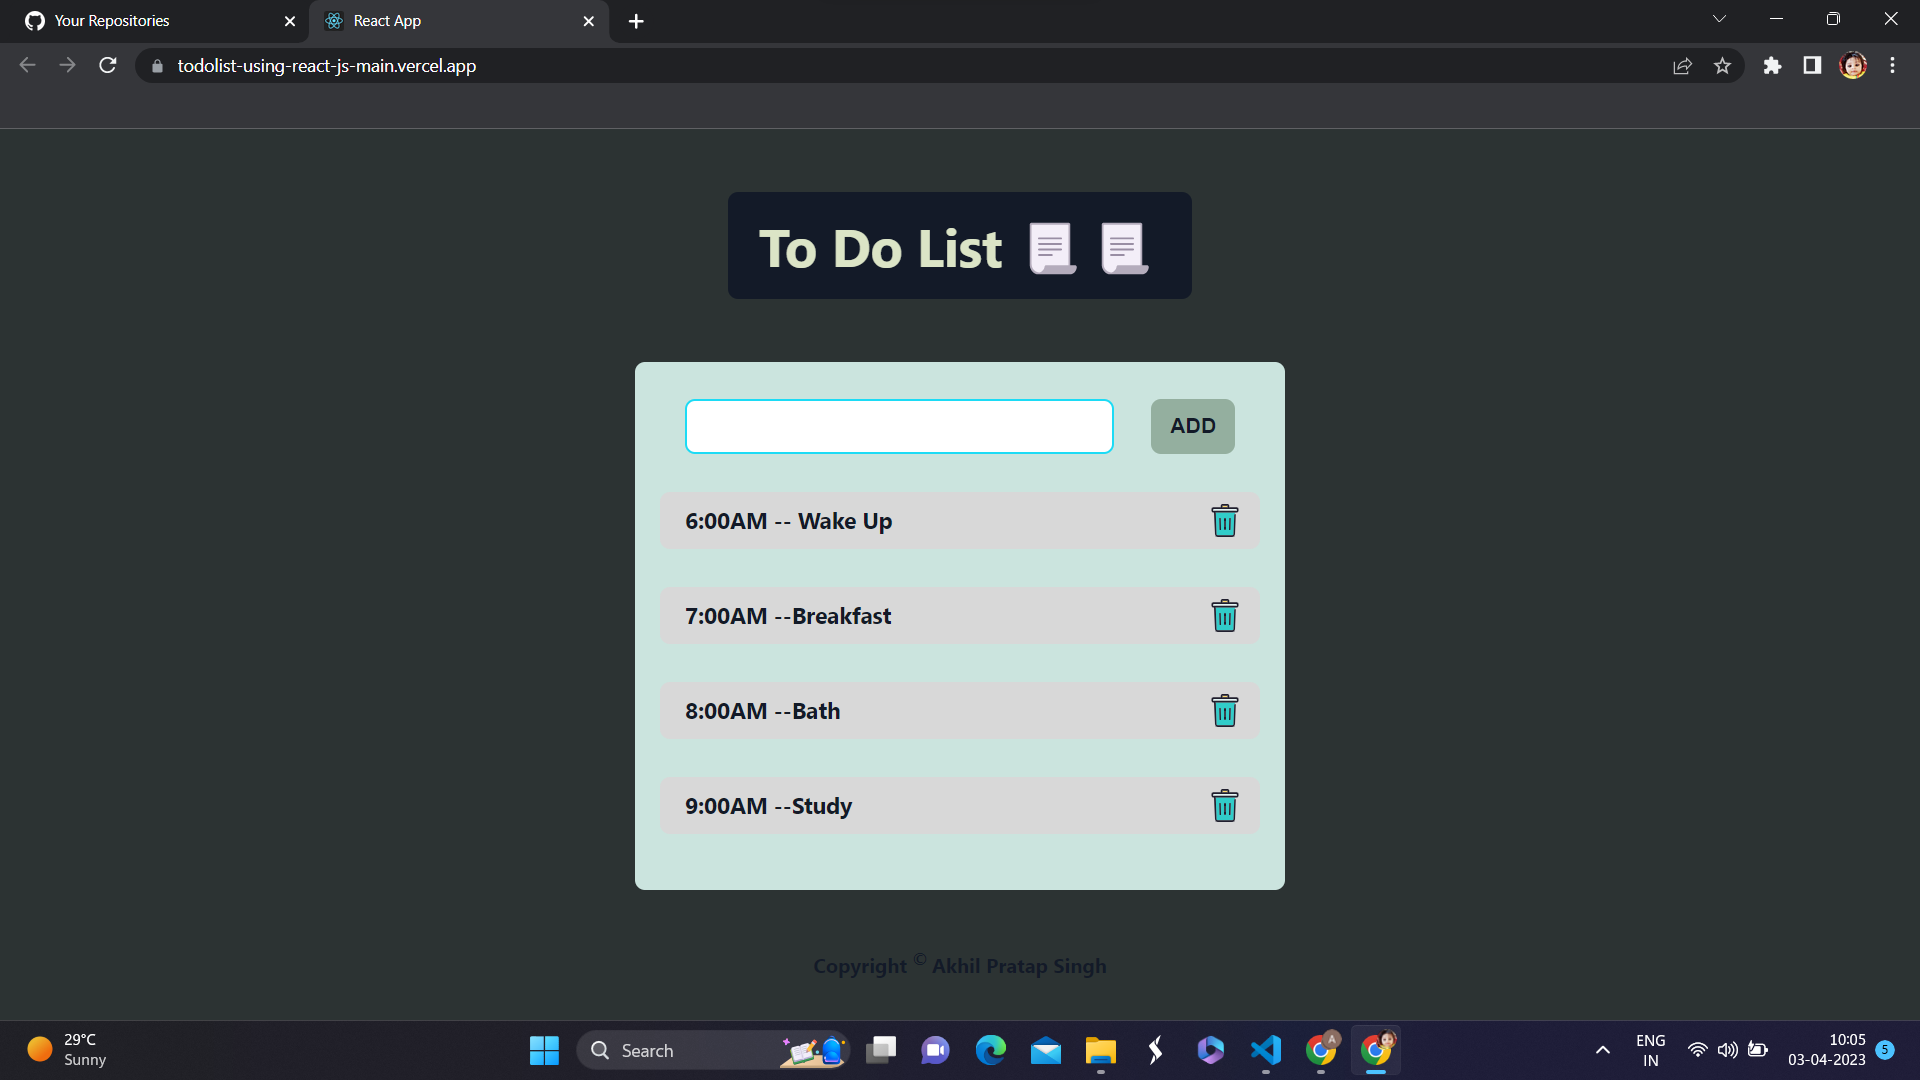 Your Repositories
React App
todolist-using-react-js-main.vercel.app
To Do List
ADD
6:00AM -- Wake Up
7:00AM --Breakfast
8:00AM --Bath
9:00AM --Study
Copyright © Akhil Pratap Singh
29°C
Sunny
Search
A
ENG
IN
10:05
03-04-2023
5